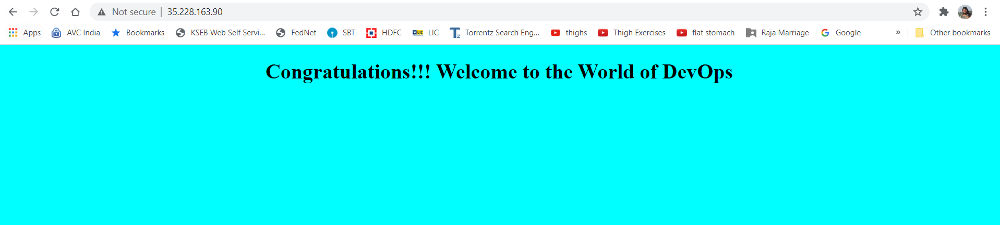 Not secure | 35.228.163.90
Apps AVC India Bookmarks KSEB Web Self Servi... FedNet SBT HDFC LIC Torrentz Search Eng... thighs Thigh Exercises flat stomach Raja Marriage Google » Other bookmarks
Congratulations!!! Welcome to the World of DevOps